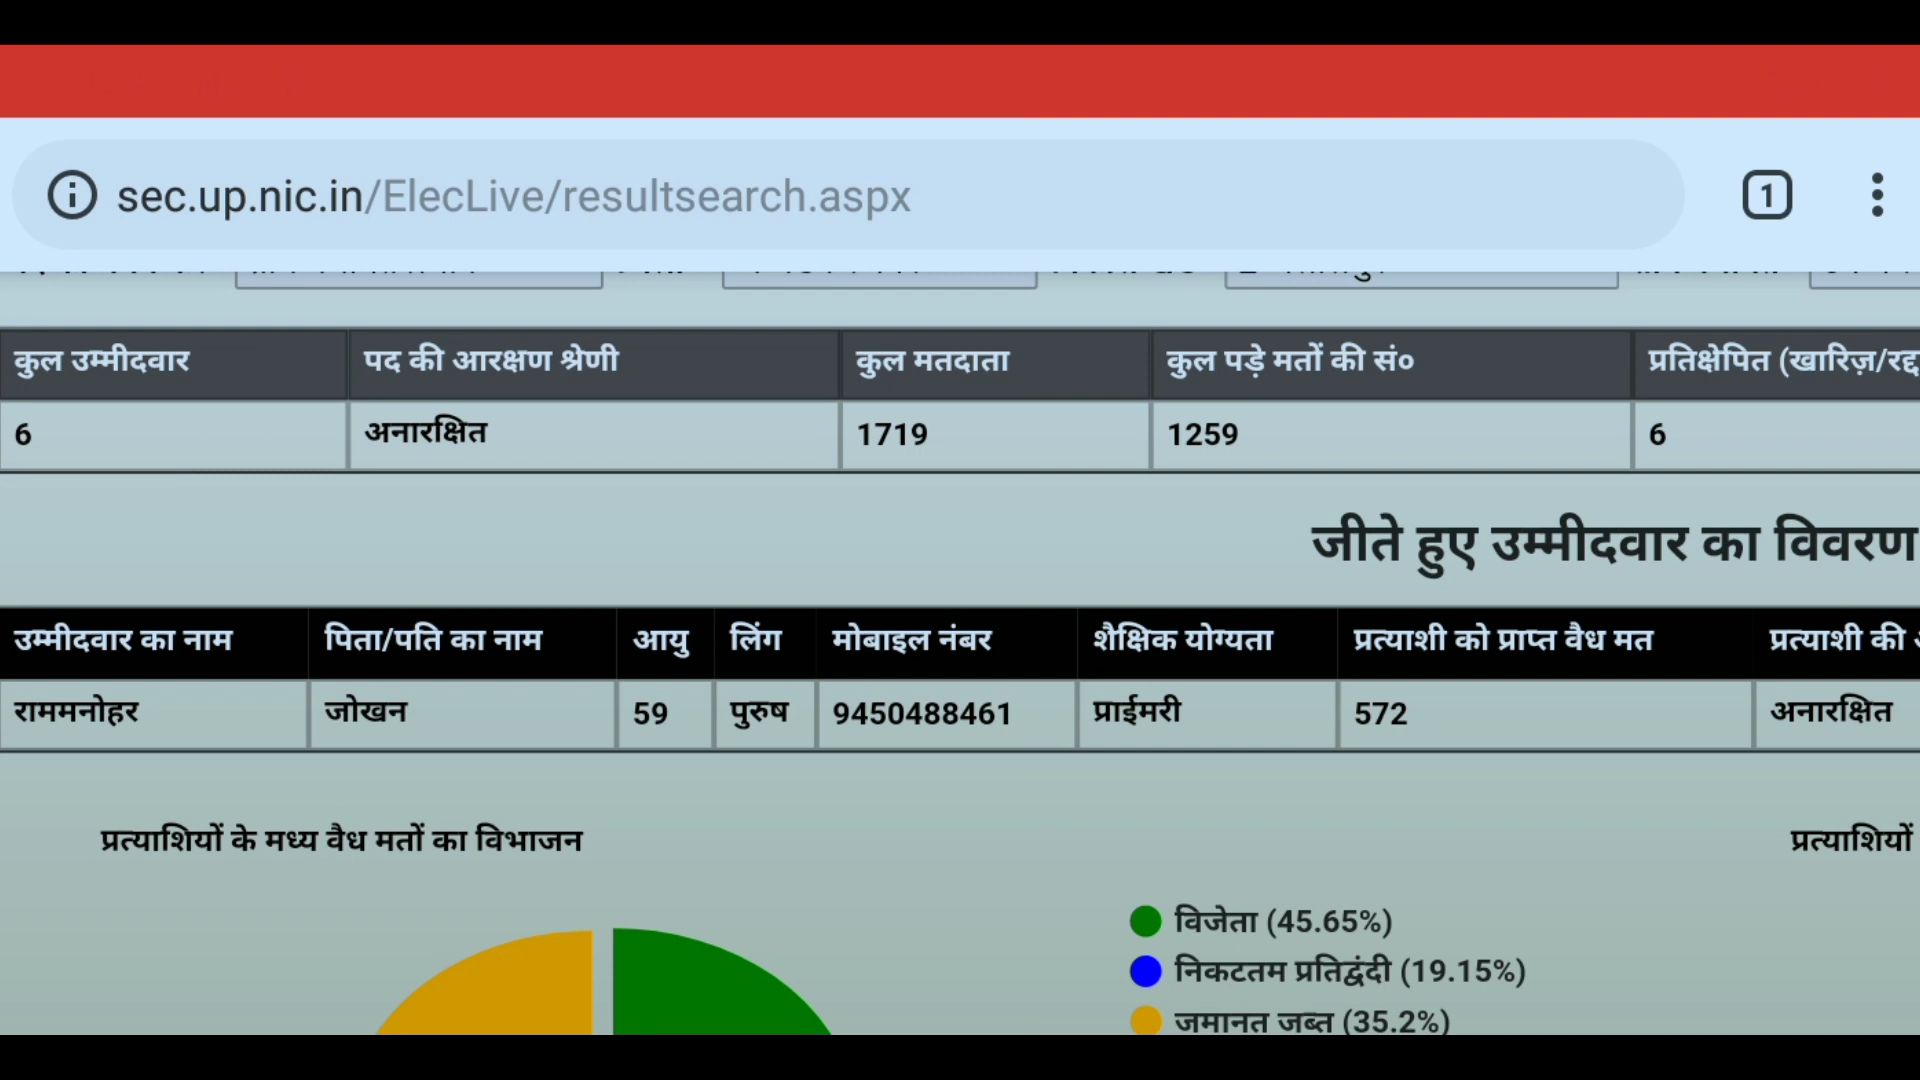 sec.up.nic.in/ElecLive/resultsearch.aspx
1
कुल उम्मीदवार पद की आरक्षण श्रेणी कुल मतदाता कुल पड़े मतों की सं० प्रतिक्षेपित (खारिज़/रद्द
6 अनारक्षित 1719 1259 6
जीते हुए उम्मीदवार का विवरण
उम्मीदवार का नाम पिता/पति का नाम आयु लिंग मोबाइल नंबर शैक्षिक योग्यता प्रत्याशी को प्राप्त वैध मत प्रत्याशी की
राममनोहर जोखन 59 पुरुष 9450488461 प्राईमरी 572 अनारक्षित
प्रत्याशियों के मध्य वैध मतों का विभाजन प्रत्याशियों
विजेता (45.65%)
निकटतम प्रतिद्वंदी (19.15%)
जमानत जब्त (35.2%)